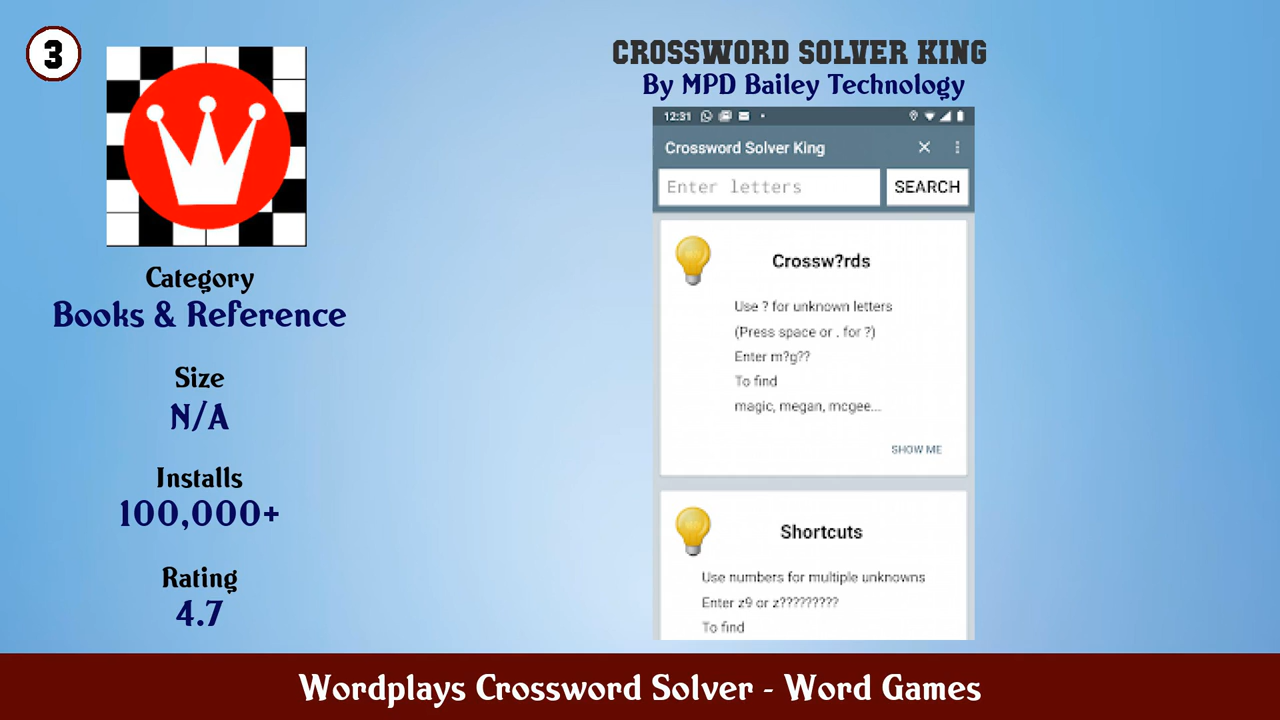 3
CROSSWORD SOLVER KING
By MPD Bailey Technology
Category
Books & Reference
Size
N/A
Installs
100,000+
Rating
4.7
12:31
Crossword Solver King
Enter letters
SEARCH
Crossw?rds
Use ? for unknown letters
(Press space or . for ?)
Enter m?g??
To find
magic, megan, mcgee...
SHOW ME
Shortcuts
Use numbers for multiple unknowns
Enter z9 or z?????????
To find
Wordplays Crossword Solver - Word Games